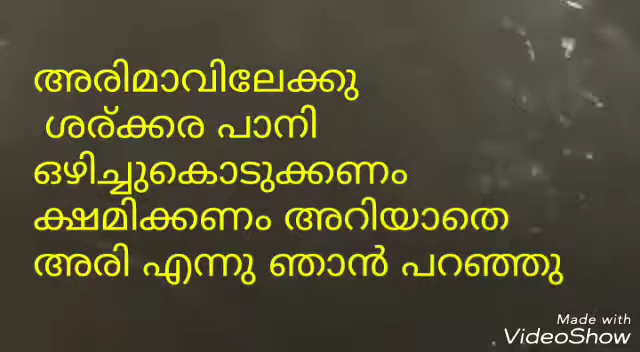 അരിമാവിലേക്കു
ശര്ക്കര പാനി
ഒഴിച്ചുകൊടുക്കണം
ക്ഷമിക്കണം അറിയാതെ
അരി എന്നു ഞാൻ പറഞ്ഞു
Made with
VideoShow